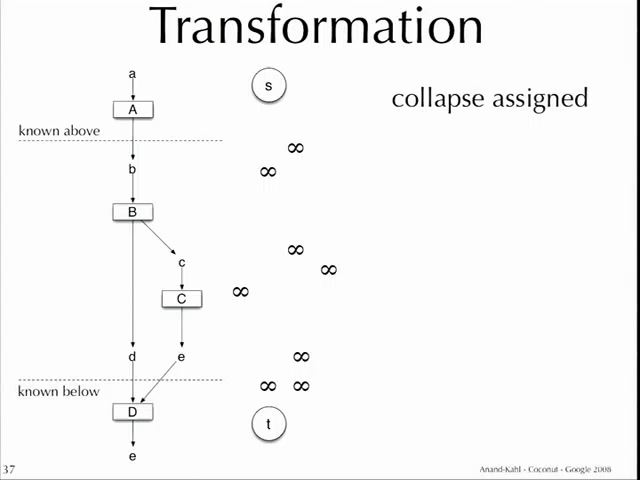 Transformation
a
s
collapse assigned
A
known above
∞
b
∞
B
∞
c
∞
C
∞
d
e
∞
known below
∞ ∞
D
t
e
37
Anand-Kahl - Coconut - Google 2008